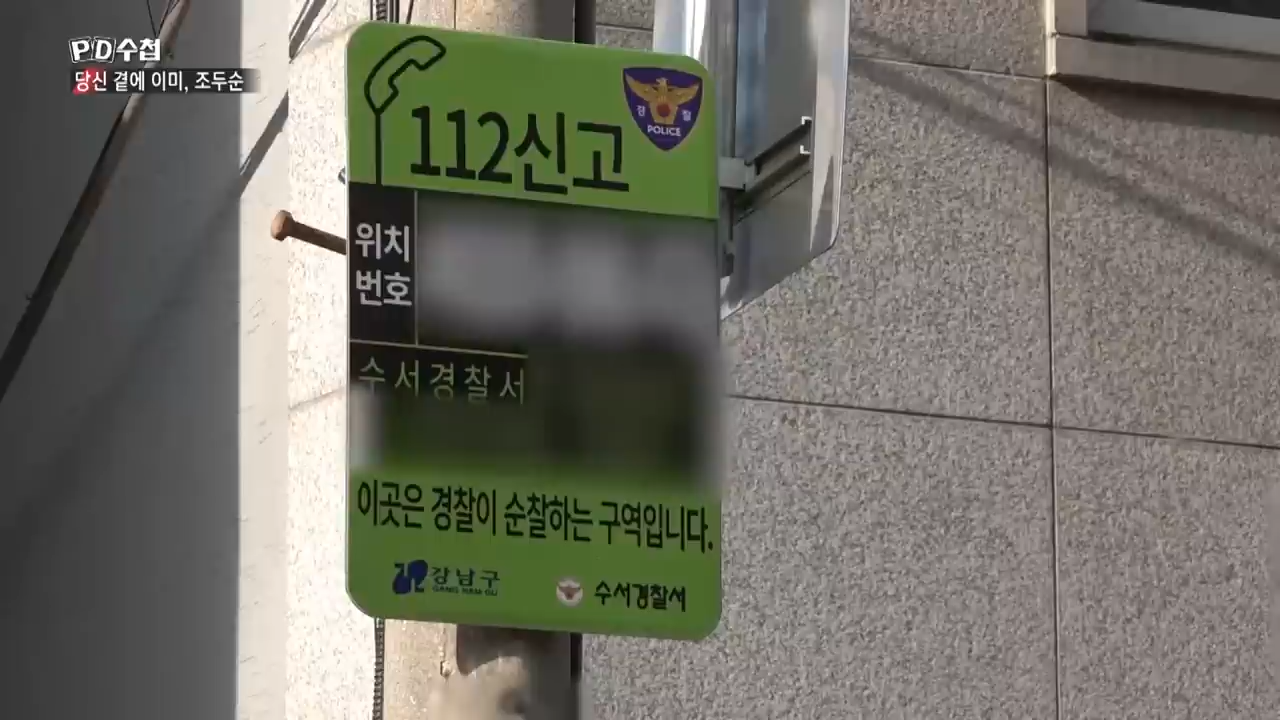 PD수첩
당신 곁에 이미, 조두순
112신고
경찰
POLICE
위치
번호
수서경찰서
이곳은 경찰이 순찰하는 구역입니다.
강남구
GANG NAM GU
수서경찰서